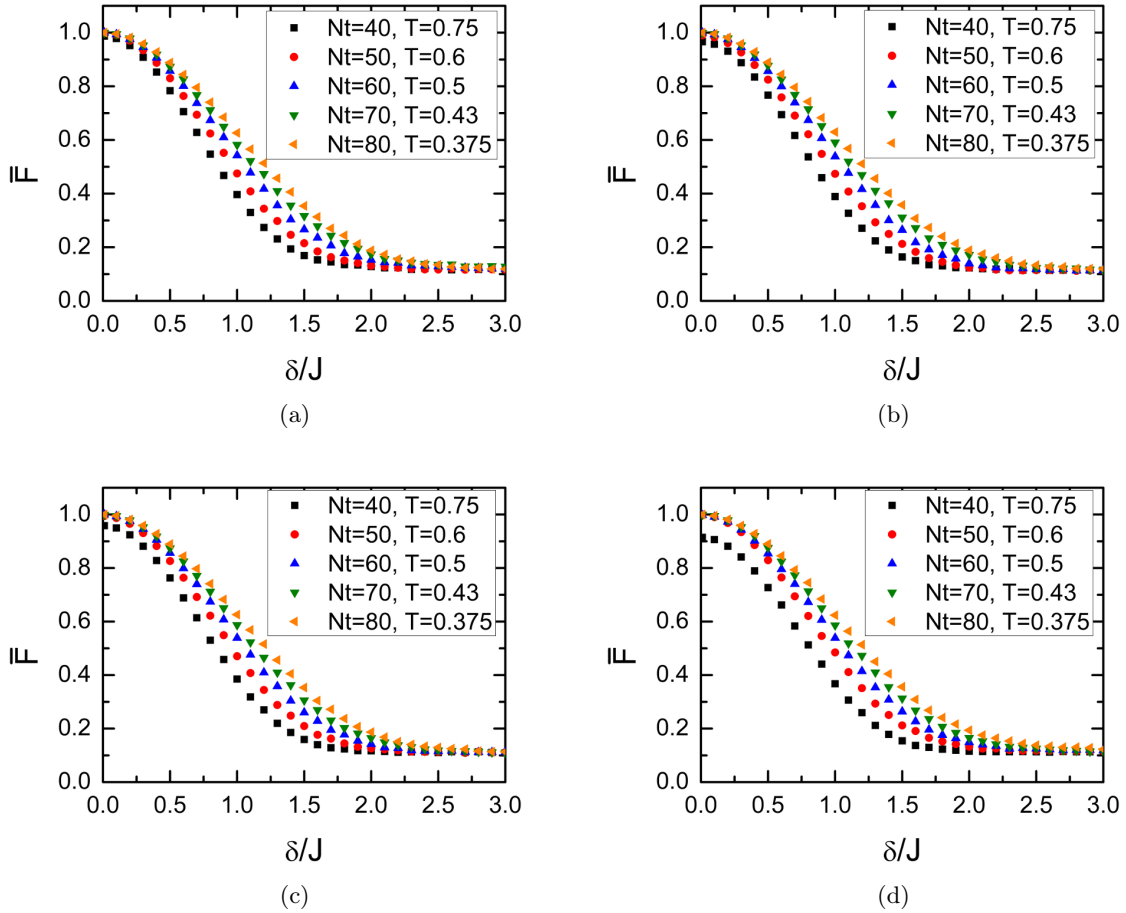 1.0
0.8
0.6
0.4
0.2
0.0
F̅
Nt=40, T=0.75
Nt=50, T=0.6
Nt=60, T=0.5
Nt=70, T=0.43
Nt=80, T=0.375
0.0 0.5 1.0 1.5 2.0 2.5 3.0
δ/J
(a)
1.0
0.8
0.6
0.4
0.2
0.0
F̅
Nt=40, T=0.75
Nt=50, T=0.6
Nt=60, T=0.5
Nt=70, T=0.43
Nt=80, T=0.375
0.0 0.5 1.0 1.5 2.0 2.5 3.0
δ/J
(b)
1.0
0.8
0.6
0.4
0.2
0.0
F̅
Nt=40, T=0.75
Nt=50, T=0.6
Nt=60, T=0.5
Nt=70, T=0.43
Nt=80, T=0.375
0.0 0.5 1.0 1.5 2.0 2.5 3.0
δ/J
(c)
1.0
0.8
0.6
0.4
0.2
0.0
F̅
Nt=40, T=0.75
Nt=50, T=0.6
Nt=60, T=0.5
Nt=70, T=0.43
Nt=80, T=0.375
0.0 0.5 1.0 1.5 2.0 2.5 3.0
δ/J
(d)